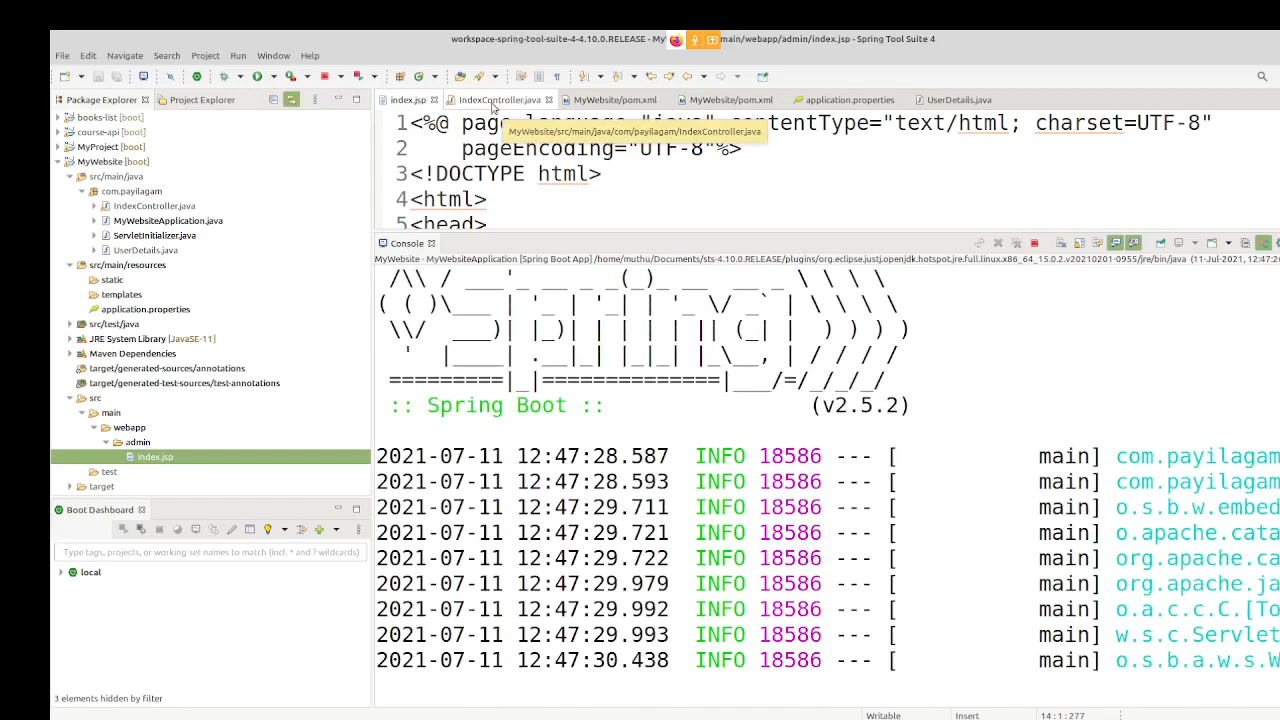 workspace-spring-tool-suite-4-4.10.0.RELEASE - My main/webapp/admin/index.jsp - Spring Tool Suite 4
File Edit Navigate Search Project Run Window Help
Package Explorer Project Explorer
index.jsp IndexController.java MyWebsite/pom.xml MyWebsite/pom.xml application.properties UserDetails.java
books-list [boot]
course-api [boot]
MyProject [boot]
MyWebsite [boot]
src/main/java
com.payilagam
IndexController.java
MyWebsiteApplication.java
ServletInitializer.java
UserDetails.java
src/main/resources
static
templates
application.properties
src/test/java
JRE System Library [JavaSE-11]
Maven Dependencies
target/generated-sources/annotations
target/generated-test-sources/test-annotations
src
main
webapp
admin
index.jsp
test
target
1<%@ page language="java" contentType="text/html; charset=UTF-8"
MyWebsite/src/main/java/com/payilagam/IndexController.java
2 pageEncoding="UTF-8"%>
3<!DOCTYPE html>
4<html>
5<head>
Console
MyWebsite - MyWebsiteApplication [Spring Boot App] /home/muthu/Documents/sts-4.10.0.RELEASE/plugins/org.eclipse.justj.openjdk.hotspot.jre.full.linux.x86_64_15.0.2.v20210201-0955/jre/bin/java (11-Jul-2021, 12:47:2
:: Spring Boot :: (v2.5.2)
2021-07-11 12:47:28.587 INFO 18586 --- [ main] com.payilagam
2021-07-11 12:47:28.593 INFO 18586 --- [ main] com.payilagam
2021-07-11 12:47:29.711 INFO 18586 --- [ main] o.s.b.w.embed
2021-07-11 12:47:29.721 INFO 18586 --- [ main] o.apache.cata
2021-07-11 12:47:29.722 INFO 18586 --- [ main] org.apache.ca
2021-07-11 12:47:29.979 INFO 18586 --- [ main] org.apache.ja
2021-07-11 12:47:29.992 INFO 18586 --- [ main] o.a.c.c.C.[To
2021-07-11 12:47:29.993 INFO 18586 --- [ main] w.s.c.Servlet
2021-07-11 12:47:30.438 INFO 18586 --- [ main] o.s.b.a.w.s.W
Boot Dashboard
Type tags, projects, or working set names to match (incl. * and ? wildcards)
local
3 elements hidden by filter
Writable Insert 14 : 1 : 277